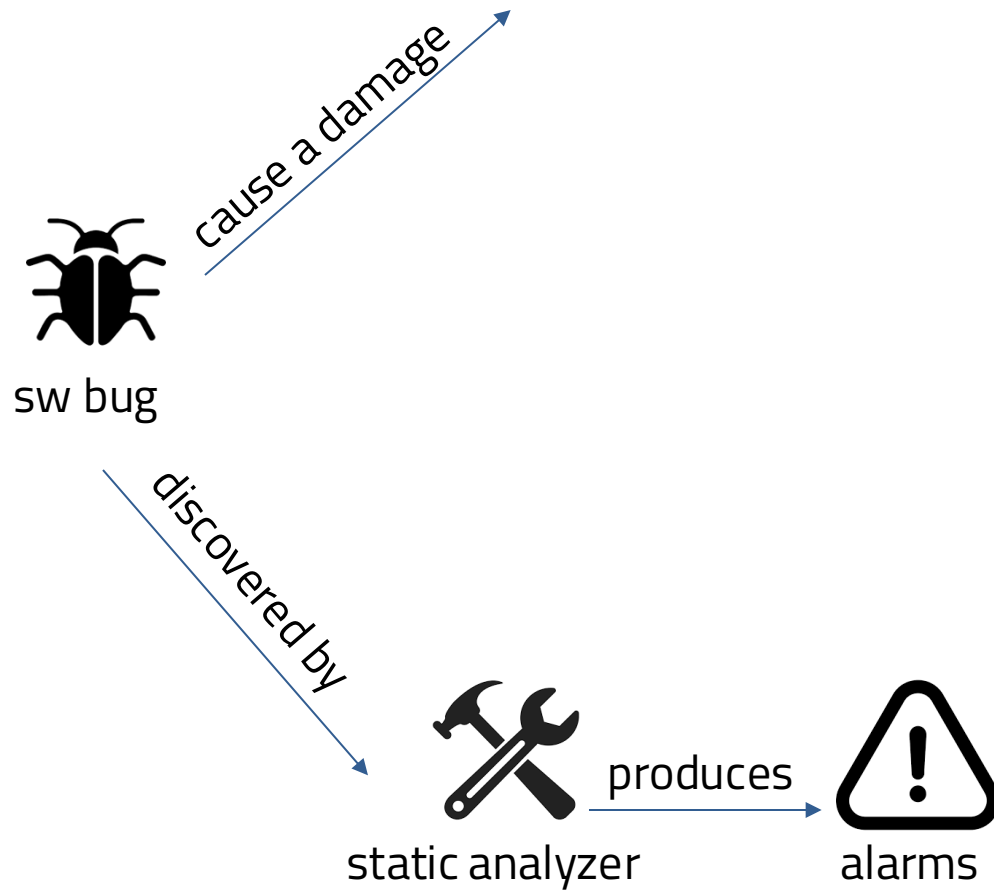 cause a damage
sw bug
discovered by
produces
static analyzer
alarms